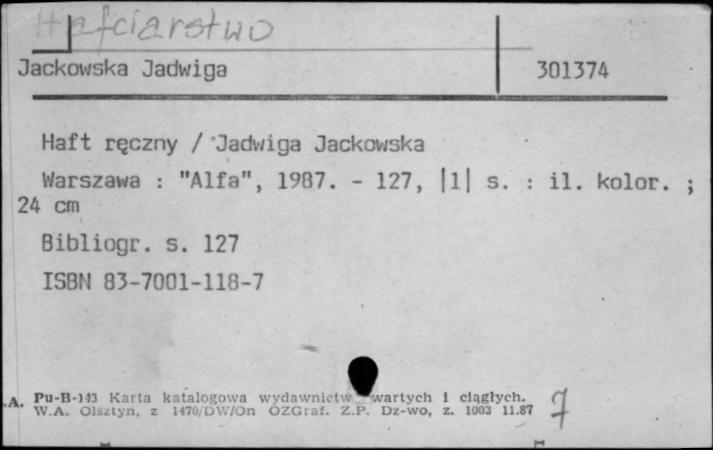 Hafciarstwo
Jackowska Jadwiga 301374
Haft ręczny / Jadwiga Jackowska
Warszawa : "Alfa", 1987. - 127, |1| s. : il. kolor. ;
24 cm
Bibliogr. s. 127
ISBN 83-7001-118-7
.A. Pu-B-143 Karta katalogowa wydawnictw wartych i ciągłych.
W.A. Olsztyn, z 1470/DW/On OZGraf. Z.P. Dz-wo, z. 1003 11.87 7